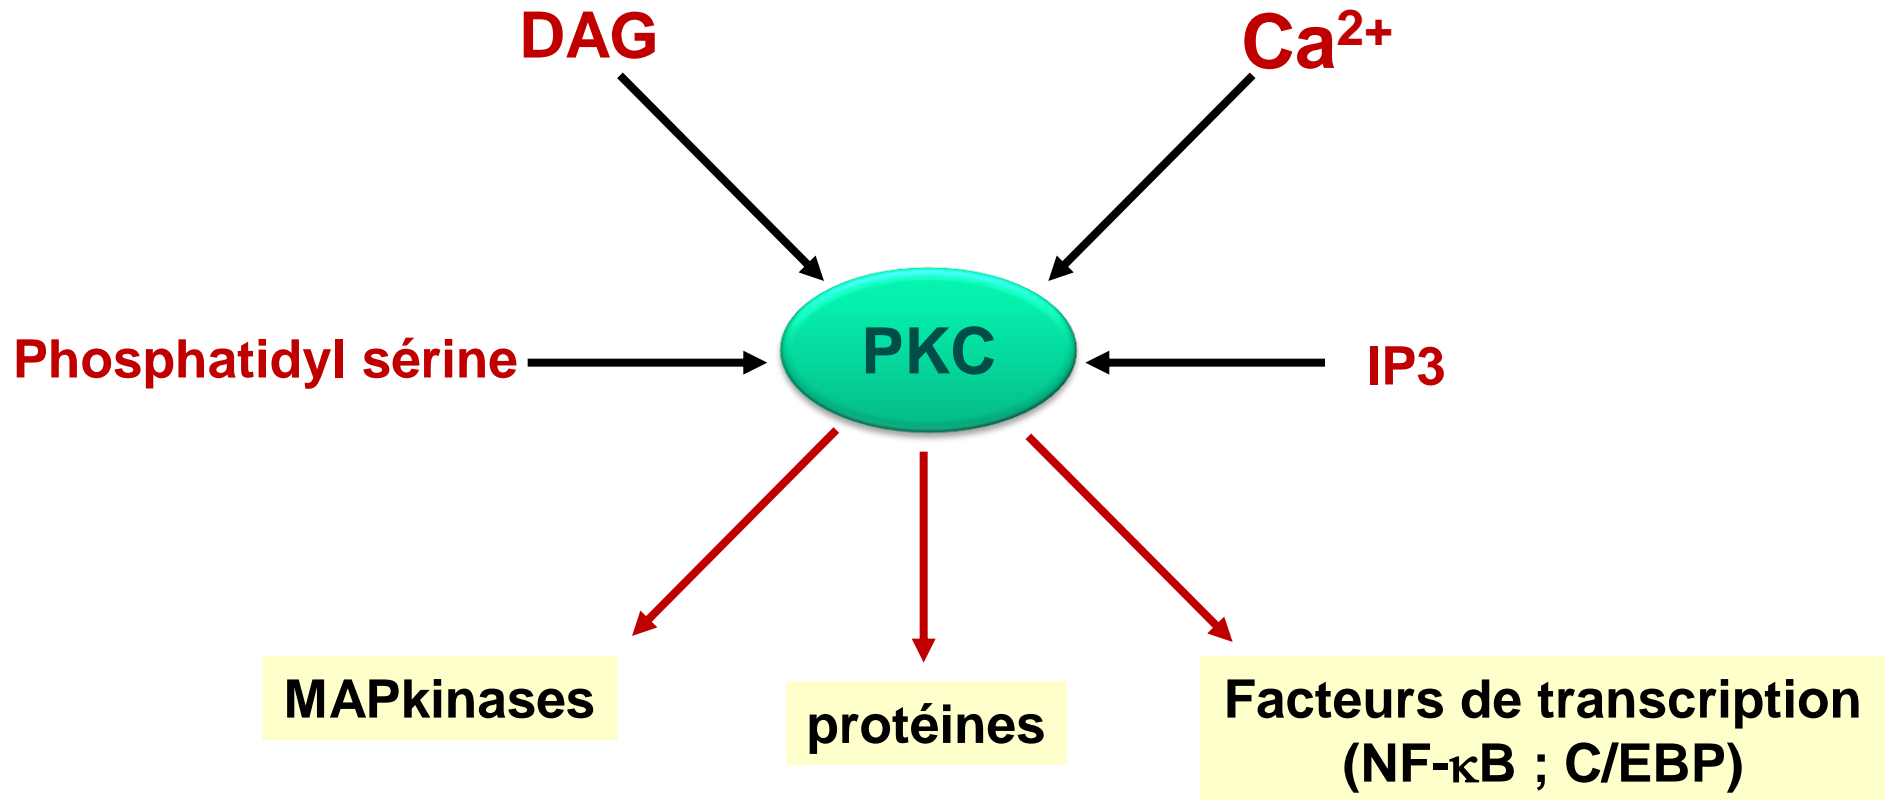 DAG
Ca²⁺
Phosphatidyl sérine
PKC
IP3
MAPkinases
protéines
Facteurs de transcription
(NF-κB ; C/EBP)